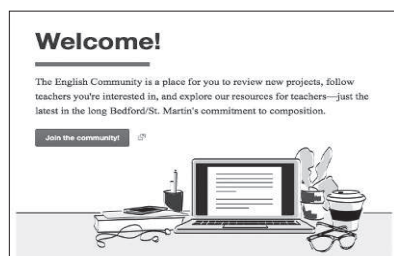 Welcome!
The English Community is a place for you to review new projects, follow
teachers you're interested in, and explore our resources for teachers—just the
latest in the long Bedford/St. Martin's commitment to composition.
Join the community!